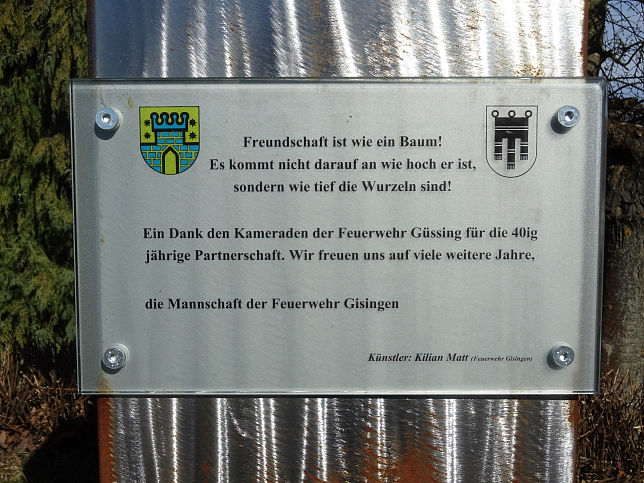 Freundschaft ist wie ein Baum!
Es kommt nicht darauf an wie hoch er ist,
sondern wie tief die Wurzeln sind!
Ein Dank den Kameraden der Feuerwehr Güssing für die 40ig
jährige Partnerschaft. Wir freuen uns auf viele weitere Jahre,
die Mannschaft der Feuerwehr Gisingen
Künstler: Kilian Matt (Feuerwehr Gisingen)